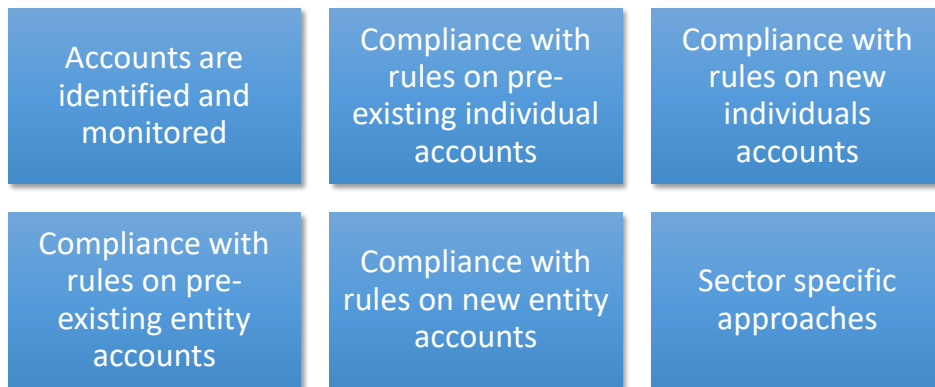 Accounts are
identified and
monitored
Compliance with
rules on pre-
existing individual
accounts
Compliance with
rules on new
individuals
accounts
Compliance with
rules on pre-
existing entity
accounts
Compliance with
rules on new entity
accounts
Sector specific
approaches